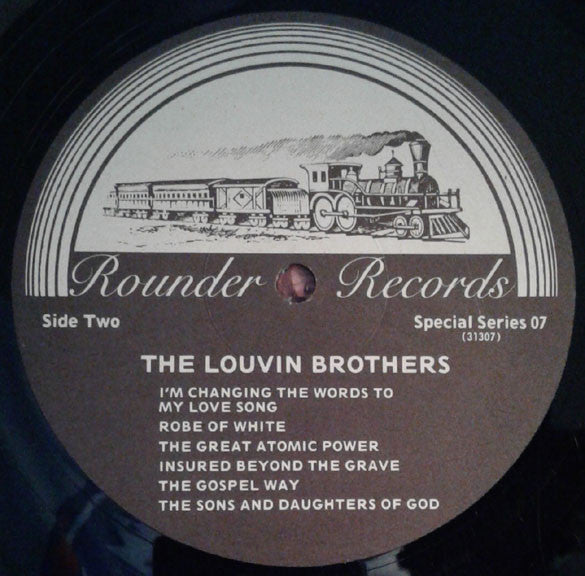 Rounder Records
Side Two
Special Series 07
(31307)
THE LOUVIN BROTHERS
I'M CHANGING THE WORDS TO
MY LOVE SONG
ROBE OF WHITE
THE GREAT ATOMIC POWER
INSURED BEYOND THE GRAVE
THE GOSPEL WAY
THE SONS AND DAUGHTERS OF GOD